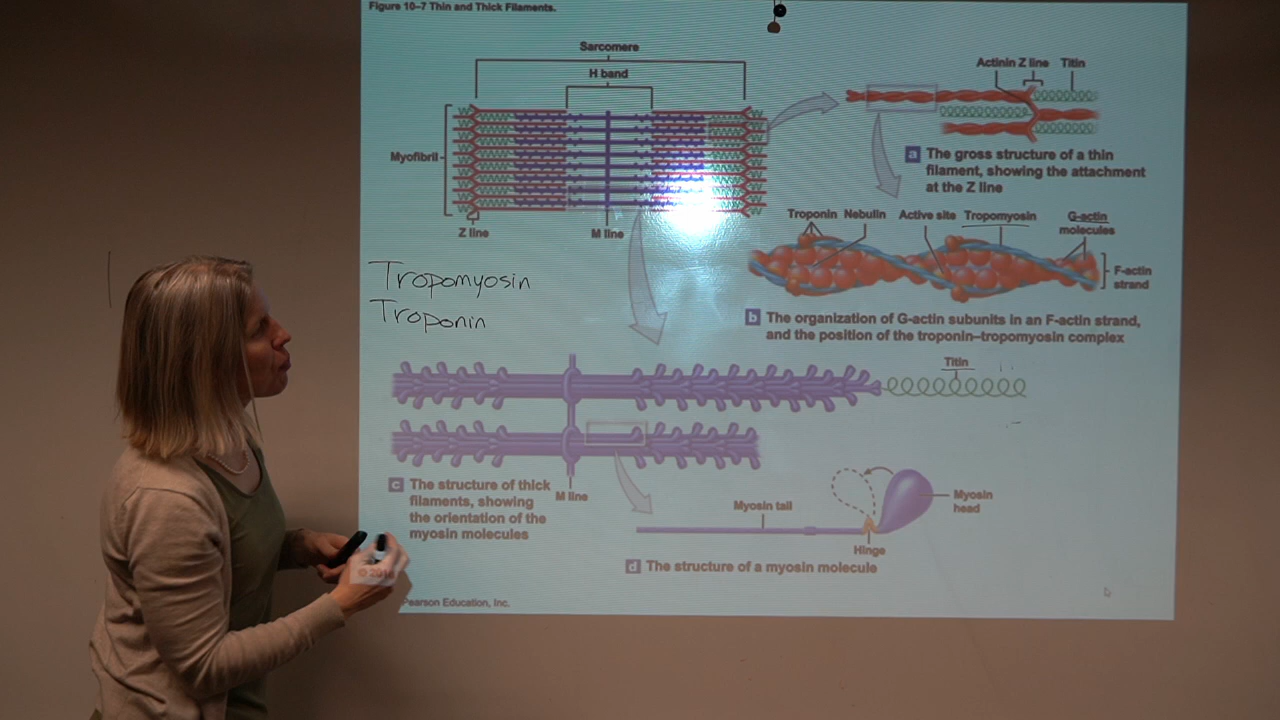 Figure 10–7 Thin and Thick Filaments.
Sarcomere
H band
Myofibril
Z line
M line
Actinin Z line Titin
a The gross structure of a thin
filament, showing the attachment
at the Z line
Troponin Nebulin Active site Tropomyosin G-actin
molecules
F-actin
strand
b The organization of G-actin subunits in an F-actin strand,
and the position of the troponin–tropomyosin complex
Tropomyosin
Troponin
Titin
M line
c The structure of thick
filaments, showing
the orientation of the
myosin molecules
Myosin tail
Myosin
head
Hinge
d The structure of a myosin molecule
Pearson Education, Inc.